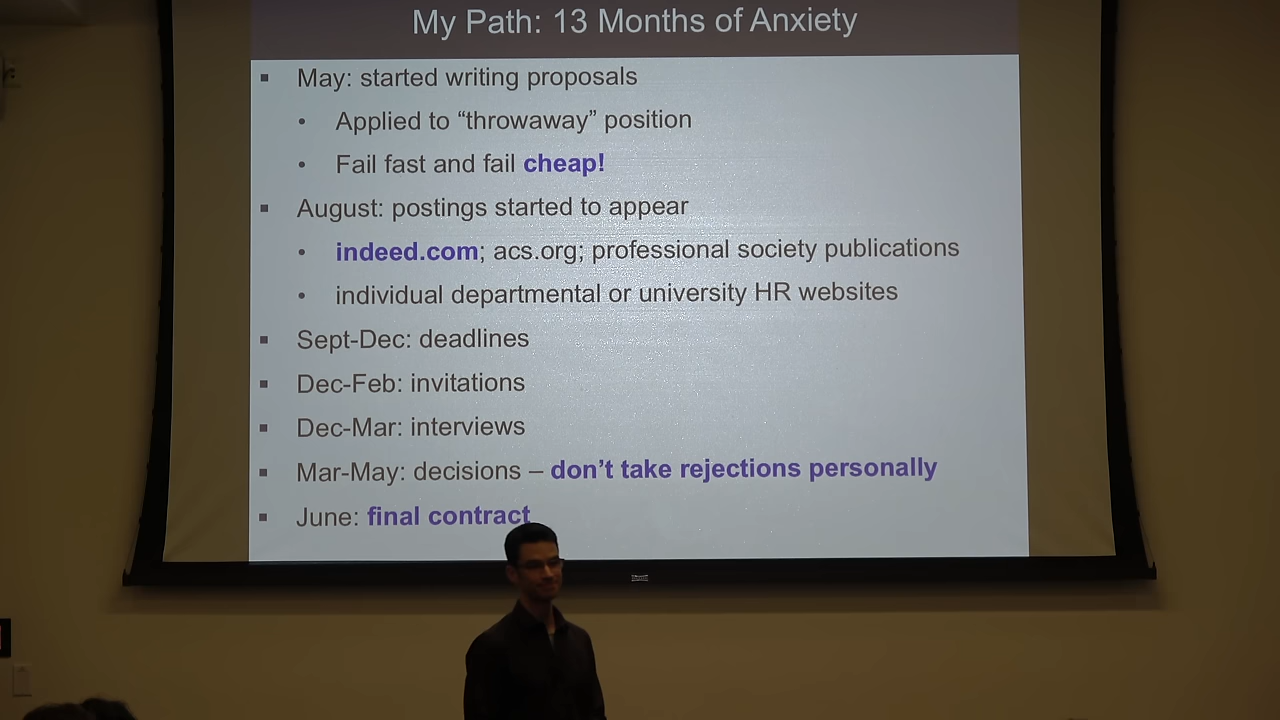 My Path: 13 Months of Anxiety
May: started writing proposals
Applied to “throwaway” position
Fail fast and fail cheap!
August: postings started to appear
indeed.com; acs.org; professional society publications
individual departmental or university HR websites
Sept-Dec: deadlines
Dec-Feb: invitations
Dec-Mar: interviews
Mar-May: decisions – don’t take rejections personally
June: final contract